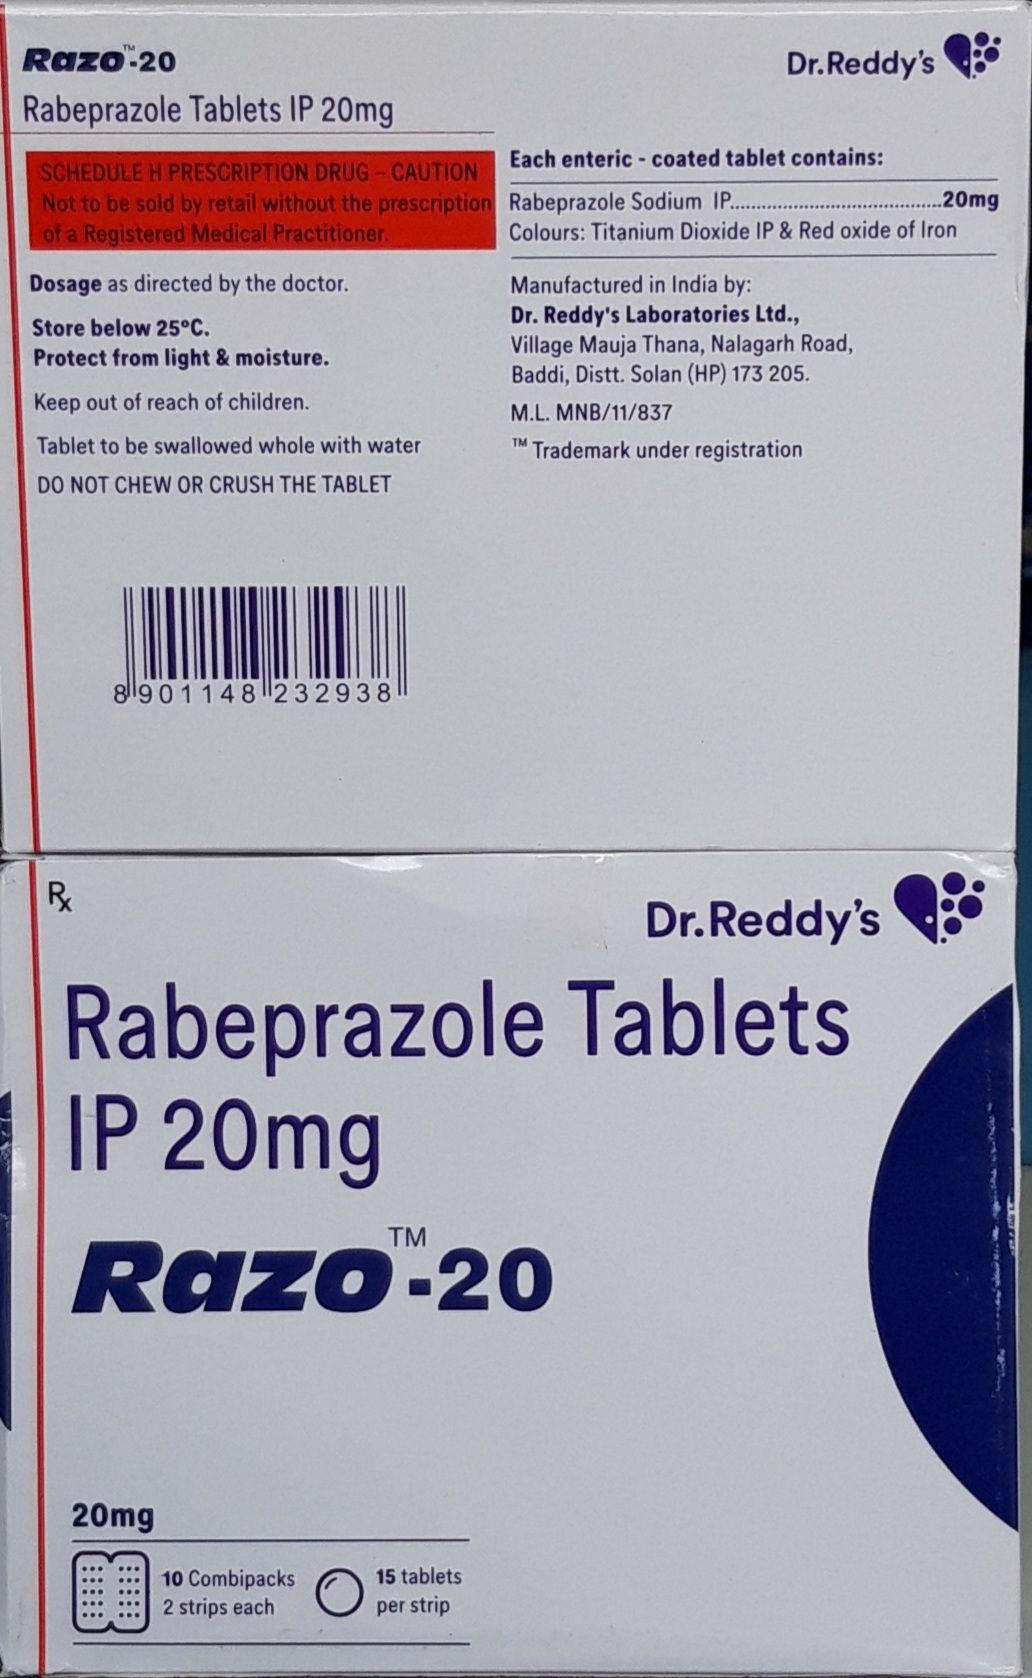 Razo™-20
Rabeprazole Tablets IP 20mg
SCHEDULE H PRESCRIPTION DRUG – CAUTION
Not to be sold by retail without the prescription
of a Registered Medical Practitioner.
Dosage as directed by the doctor.
Store below 25°C.
Protect from light & moisture.
Keep out of reach of children.
Tablet to be swallowed whole with water
DO NOT CHEW OR CRUSH THE TABLET
8 901148 232938
Dr.Reddy's
Each enteric - coated tablet contains:
Rabeprazole Sodium IP......................................20mg
Colours: Titanium Dioxide IP & Red oxide of Iron
Manufactured in India by:
Dr. Reddy's Laboratories Ltd.,
Village Mauja Thana, Nalagarh Road,
Baddi, Distt. Solan (HP) 173 205.
M.L. MNB/11/837
™ Trademark under registration
Rx
Dr.Reddy's
Rabeprazole Tablets
IP 20mg
Razo™-20
20mg
10 Combipacks
2 strips each
15 tablets
per strip